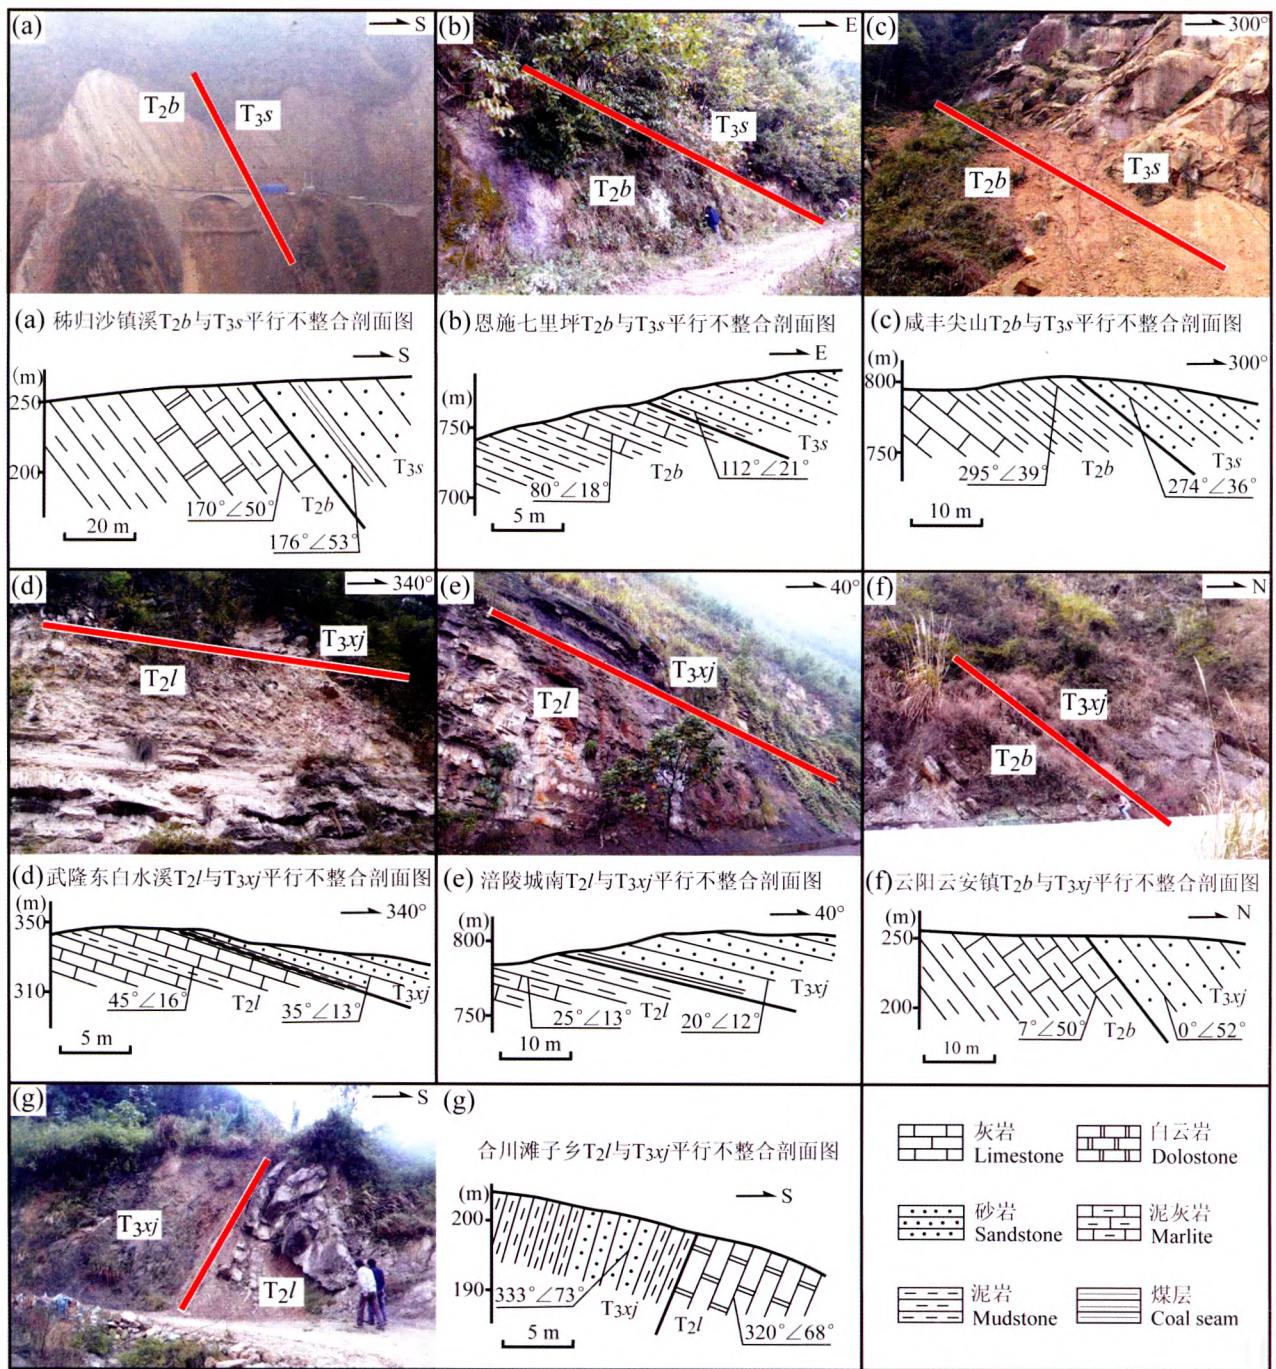 (a)
S
T₂b
T₃s
(b)
E
T₃s
T₂b
(c)
300°
T₂b
T₃s
(a) 秭归沙镇溪T₂b与T₃s平行不整合剖面图
S
(m)
250
200
T₃s
170°∠50°
T₂b
20 m
176°∠53°
(b) 恩施七里坪T₂b与T₃s平行不整合剖面图
E
(m)
750
700
T₃s
T₂b
112°∠21°
80°∠18°
5 m
(c) 咸丰尖山T₂b与T₃s平行不整合剖面图
300°
(m)
800
750
295°∠39°
T₂b
T₃s
274°∠36°
10 m
(d)
340°
T₃xj
T₂l
(e)
40°
T₃xj
T₂l
(f)
N
T₃xj
T₂b
(d) 武隆东白水溪T₂l与T₃xj平行不整合剖面图
340°
(m)
350
310
45°∠16°
T₂l
35°∠13°
T₃xj
5 m
(e) 涪陵城南T₂l与T₃xj平行不整合剖面图
40°
(m)
800
750
T₃xj
25°∠13°
T₂l
20°∠12°
10 m
(f) 云阳云安镇T₂b与T₃xj平行不整合剖面图
N
(m)
250
200
T₃xj
7°∠50°
T₂b
0°∠52°
10 m
(g)
S
T₃xj
T₂l
(g)
合川滩子乡T₂l与T₃xj平行不整合剖面图
S
(m)
200
190
333°∠73°
T₃xj
T₂l
320°∠68°
5 m
灰岩
Limestone
白云岩
Dolostone
砂岩
Sandstone
泥灰岩
Marlite
泥岩
Mudstone
煤层
Coal seam